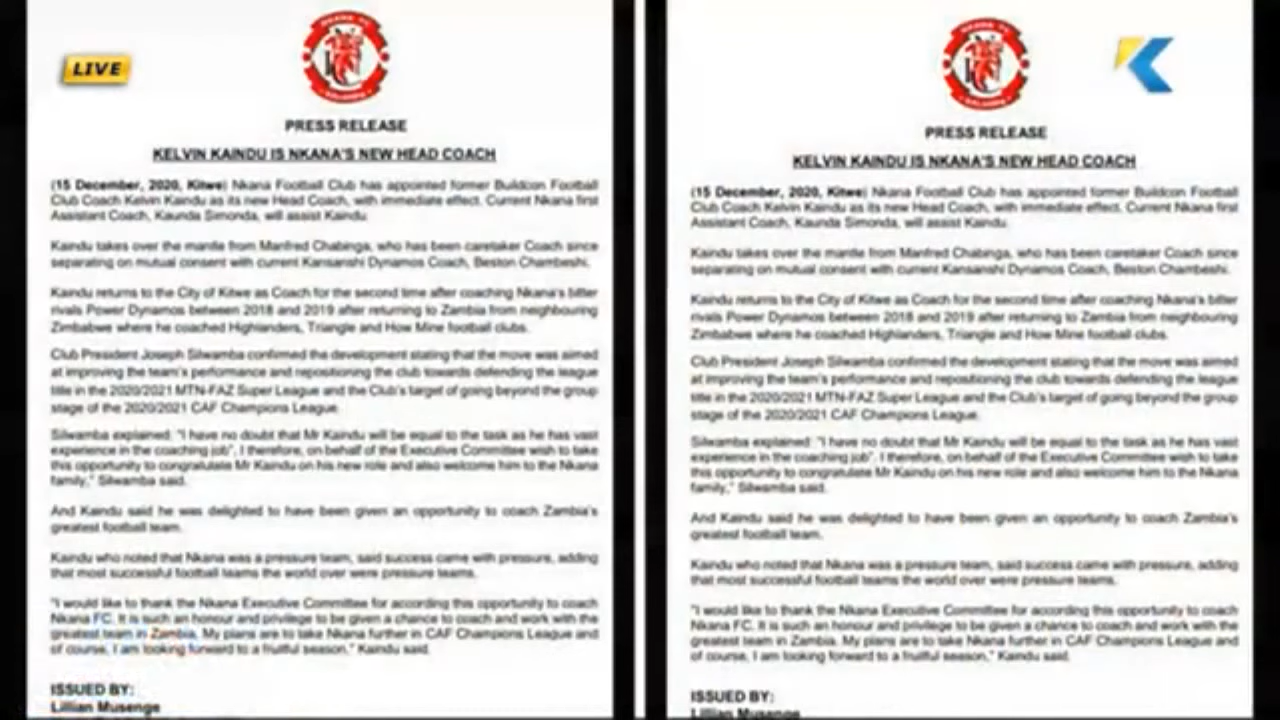 LIVE
NKANA FC
KALAMPA
PRESS RELEASE
KELVIN KAINDU IS NKANA'S NEW HEAD COACH
(15 December, 2020, Kitwe) Nkana Football Club has appointed former Buildcon Football
Club Coach Kelvin Kaindu as its new Head Coach, with immediate effect. Current Nkana first
Assistant Coach, Kaunda Simonda, will assist Kaindu.
Kaindu takes over the mantle from Manfred Chabinga, who has been caretaker Coach since
separating on mutual consent with current Kansanshi Dynamos Coach, Beston Chambeshi.
Kaindu returns to the City of Kitwe as Coach for the second time after coaching Nkana's bitter
rivals Power Dynamos between 2018 and 2019 after returning to Zambia from neighbouring
Zimbabwe where he coached Highlanders, Triangle and How Mine football clubs.
Club President Joseph Silwamba confirmed the development stating that the move was aimed
at improving the team's performance and repositioning the club towards defending the league
title in the 2020/2021 MTN-FAZ Super League and the Club's target of going beyond the group
stage of the 2020/2021 CAF Champions League.
Silwamba explained: "I have no doubt that Mr Kaindu will be equal to the task as he has vast
experience in the coaching job". I therefore, on behalf of the Executive Committee wish to take
this opportunity to congratulate Mr Kaindu on his new role and also welcome him to the Nkana
family," Silwamba said.
And Kaindu said he was delighted to have been given an opportunity to coach Zambia's
greatest football team.
Kaindu who noted that Nkana was a pressure team, said success came with pressure, adding
that most successful football teams the world over were pressure teams.
"I would like to thank the Nkana Executive Committee for according this opportunity to coach
Nkana FC. It is such an honour and privilege to be given a chance to coach and work with the
greatest team in Zambia. My plans are to take Nkana further in CAF Champions League and
of course, I am looking forward to a fruitful season," Kaindu said.
ISSUED BY:
Lillian Musenge
NKANA FC
KALAMPA
PRESS RELEASE
KELVIN KAINDU IS NKANA'S NEW HEAD COACH
(15 December, 2020, Kitwe) Nkana Football Club has appointed former Buildcon Football
Club Coach Kelvin Kaindu as its new Head Coach, with immediate effect. Current Nkana first
Assistant Coach, Kaunda Simonda, will assist Kaindu.
Kaindu takes over the mantle from Manfred Chabinga, who has been caretaker Coach since
separating on mutual consent with current Kansanshi Dynamos Coach, Beston Chambeshi.
Kaindu returns to the City of Kitwe as Coach for the second time after coaching Nkana's bitter
rivals Power Dynamos between 2018 and 2019 after returning to Zambia from neighbouring
Zimbabwe where he coached Highlanders, Triangle and How Mine football clubs.
Club President Joseph Silwamba confirmed the development stating that the move was aimed
at improving the team's performance and repositioning the club towards defending the league
title in the 2020/2021 MTN-FAZ Super League and the Club's target of going beyond the group
stage of the 2020/2021 CAF Champions League.
Silwamba explained: "I have no doubt that Mr Kaindu will be equal to the task as he has vast
experience in the coaching job". I therefore, on behalf of the Executive Committee wish to take
this opportunity to congratulate Mr Kaindu on his new role and also welcome him to the Nkana
family," Silwamba said.
And Kaindu said he was delighted to have been given an opportunity to coach Zambia's
greatest football team.
Kaindu who noted that Nkana was a pressure team, said success came with pressure, adding
that most successful football teams the world over were pressure teams.
"I would like to thank the Nkana Executive Committee for according this opportunity to coach
Nkana FC. It is such an honour and privilege to be given a chance to coach and work with the
greatest team in Zambia. My plans are to take Nkana further in CAF Champions League and
of course, I am looking forward to a fruitful season," Kaindu said.
ISSUED BY:
Lillian Musenge